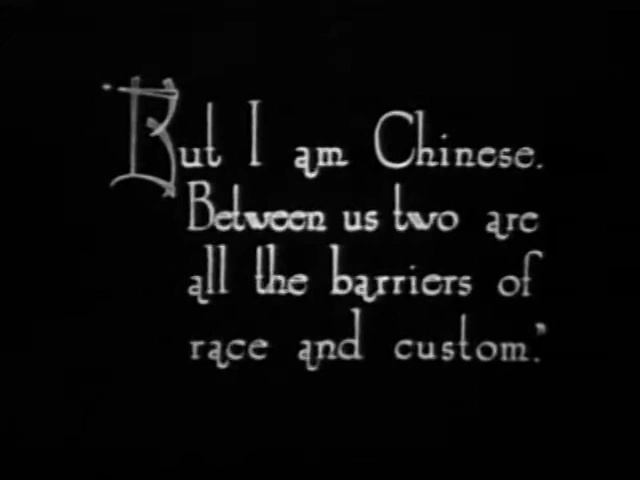 But I am Chinese.
Between us two are
all the barriers of
race and custom."